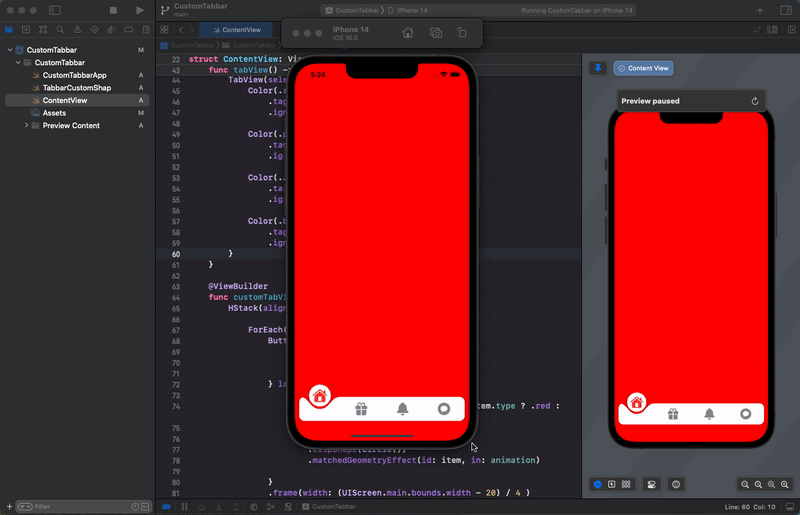 CustomTabbar
main
CustomTabbar
iPhone 14
Running CustomTabbar on iPhone 14
iPhone 14
iOS 16.0
ContentView
CustomTabbar
CustomTabbar
CustomTabbar
M
CustomTabbar
CustomTabbarApp
A
TabbarCustomShap
A
ContentView
A
Assets
M
Preview Content
A
22 struct ContentView: Vi
43 func tabView() -
44 TabView(sele
45 Color(.r
46 .tag
47 .ign
48
49 Color(.p
50 .tag
51 .ig
52
53 Color(.
54 .ta
55 .ig
56
57 Color(.b
58 .tag
59 .ign
60 }
61 }
62
63 @ViewBuilder
64 func customTabVi
65 HStack(align
66
67 ForEach(
68 Butt
69
70
71
72 } la
73
74 tem.type ? .red :
75
76
77 .clipShape(Circle())
78 .matchedGeometryEffect(id: item, in: animation)
79
80 }
81 .frame(width: (UIScreen.main.bounds.width - 20) / 4 )
5:24
Content View
Preview paused
Filter
CustomTabbar
Line: 60 Col: 10